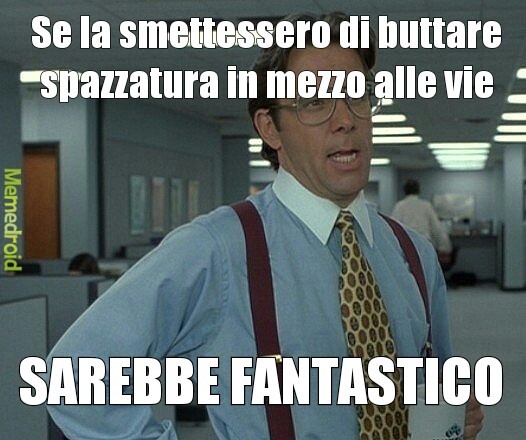 Se la smettessero di buttare
spazzatura in mezzo alle vie
Memedroid
SAREBBE FANTASTICO